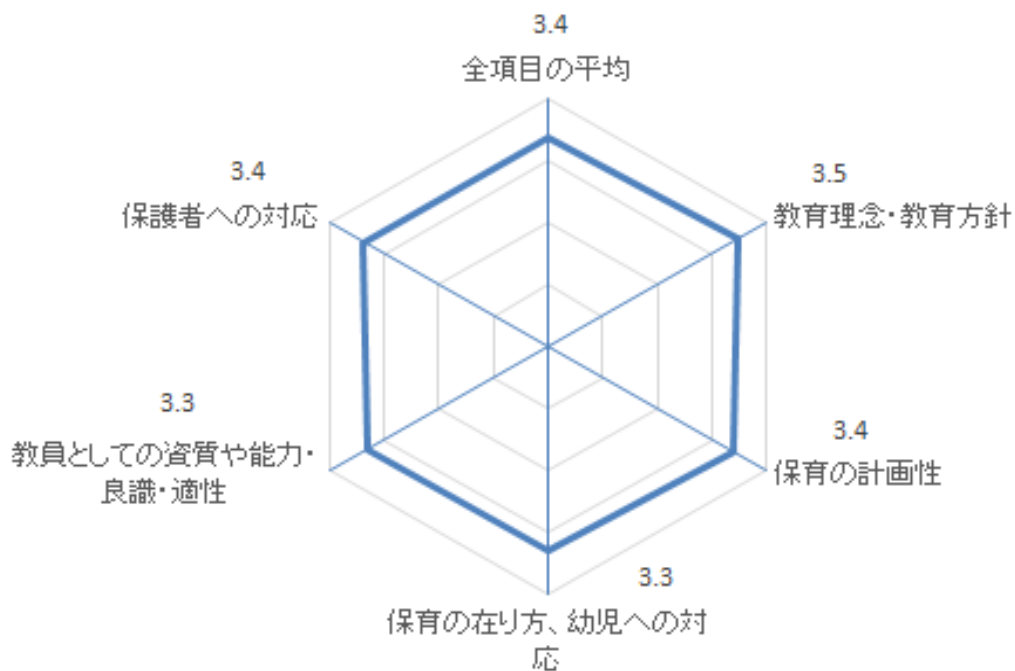 3.4
全項目の平均
3.5
教育理念・教育方針
3.4
保育の計画性
3.3
保育の在り方、幼児への対
応
3.3
教員としての資質や能力・
良識・適性
3.4
保護者への対応